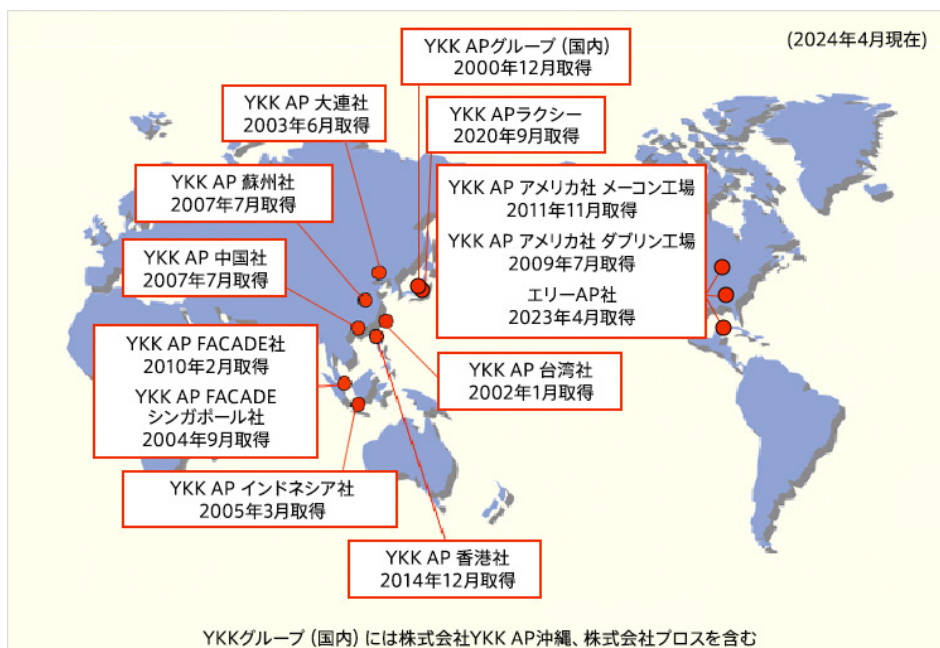 (2024年4月現在)
YKK APグループ (国内)
2000年12月取得
YKK AP 大連社
2003年6月取得
YKK APラクシー
2020年9月取得
YKK AP 蘇州社
2007年7月取得
YKK AP アメリカ社 メーコン工場
2011年11月取得
YKK AP アメリカ社 ダブリン工場
2009年7月取得
エリーAP社
2023年4月取得
YKK AP 中国社
2007年7月取得
YKK AP FACADE社
2010年2月取得
YKK AP FACADE
シンガポール社
2004年9月取得
YKK AP 台湾社
2002年1月取得
YKK AP インドネシア社
2005年3月取得
YKK AP 香港社
2014年12月取得
YKKグループ (国内) には株式会社YKK AP沖縄、株式会社プロスを含む